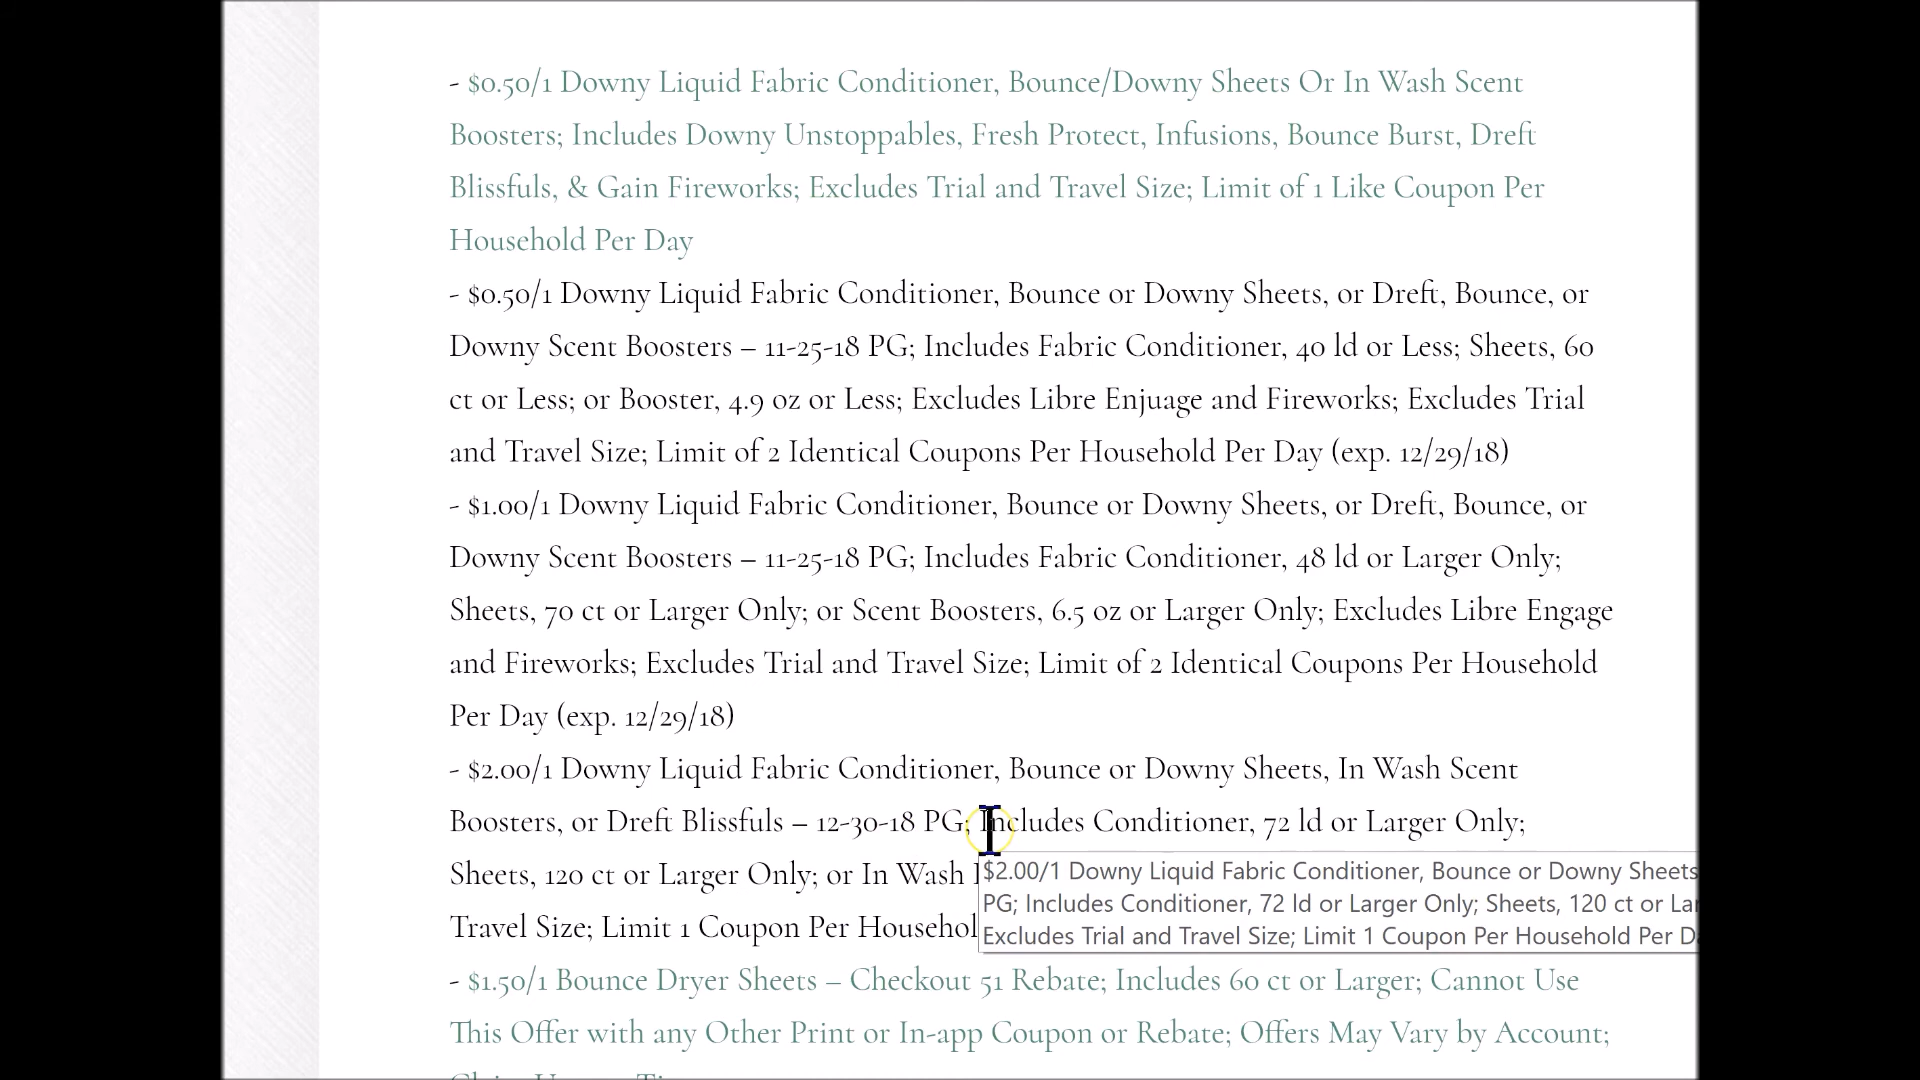 - $0.50/1 Downy Liquid Fabric Conditioner, Bounce/Downy Sheets Or In Wash Scent
Boosters; Includes Downy Unstoppables, Fresh Protect, Infusions, Bounce Burst, Dreft
Blissfuls, & Gain Fireworks; Excludes Trial and Travel Size; Limit of 1 Like Coupon Per
Household Per Day
- $0.50/1 Downy Liquid Fabric Conditioner, Bounce or Downy Sheets, or Dreft, Bounce, or
Downy Scent Boosters – 11-25-18 PG; Includes Fabric Conditioner, 40 ld or Less; Sheets, 60
ct or Less; or Booster, 4.9 oz or Less; Excludes Libre Enjuage and Fireworks; Excludes Trial
and Travel Size; Limit of 2 Identical Coupons Per Household Per Day (exp. 12/29/18)
- $1.00/1 Downy Liquid Fabric Conditioner, Bounce or Downy Sheets, or Dreft, Bounce, or
Downy Scent Boosters – 11-25-18 PG; Includes Fabric Conditioner, 48 ld or Larger Only;
Sheets, 70 ct or Larger Only; or Scent Boosters, 6.5 oz or Larger Only; Excludes Libre Engage
and Fireworks; Excludes Trial and Travel Size; Limit of 2 Identical Coupons Per Household
Per Day (exp. 12/29/18)
- $2.00/1 Downy Liquid Fabric Conditioner, Bounce or Downy Sheets, In Wash Scent
Boosters, or Dreft Blissfuls – 12-30-18 PG; Includes Conditioner, 72 ld or Larger Only;
Sheets, 120 ct or Larger Only; or In Wash
Travel Size; Limit 1 Coupon Per
$2.00/1 Downy Liquid Fabric Conditioner, Bounce or Downy Sheets
PG; Includes Conditioner, 72 ld or Larger Only; Sheets, 120 ct or
Excludes Trial and Travel Size; Limit 1 Coupon Per Household Per
- $1.50/1 Bounce Dryer Sheets – Checkout 51 Rebate; Includes 60 ct or Larger; Cannot Use
This Offer with any Other Print or In-app Coupon or Rebate; Offers May Vary by Account;